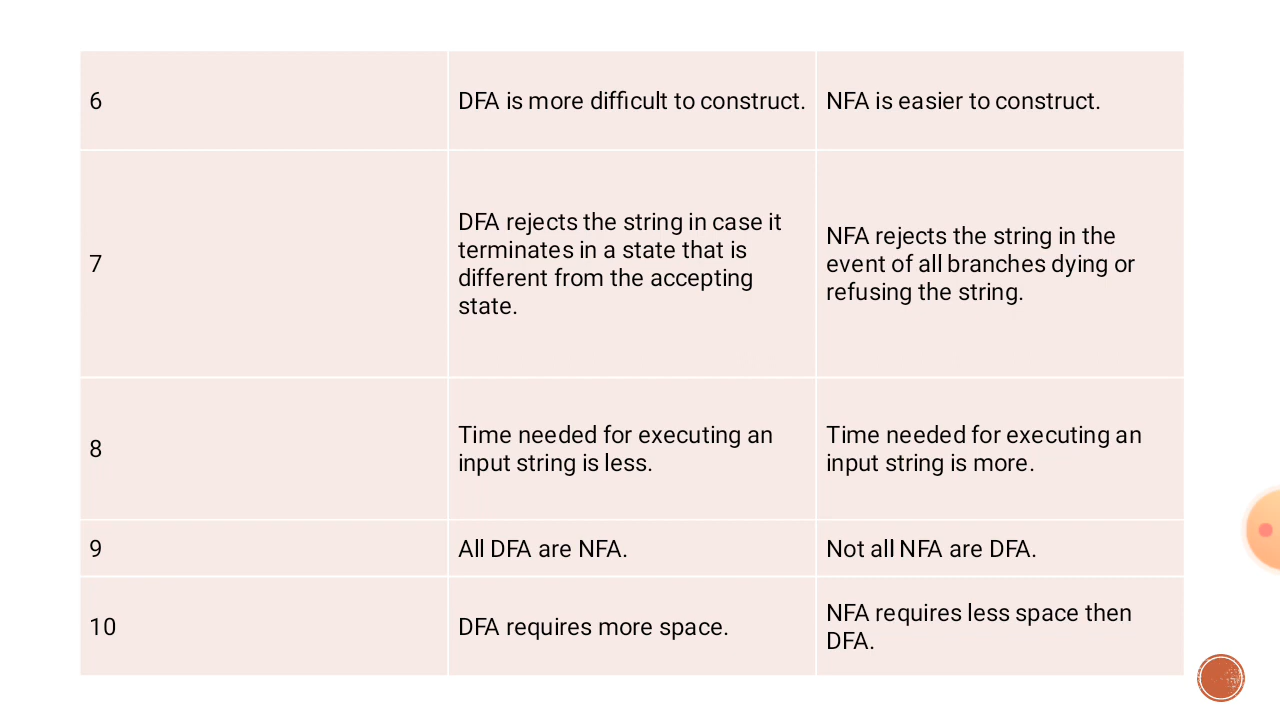 6
DFA is more difficult to construct.
NFA is easier to construct.
7
DFA rejects the string in case it
terminates in a state that is
different from the accepting
state.
NFA rejects the string in the
event of all branches dying or
refusing the string.
8
Time needed for executing an
input string is less.
Time needed for executing an
input string is more.
9
All DFA are NFA.
Not all NFA are DFA.
10
DFA requires more space.
NFA requires less space then
DFA.